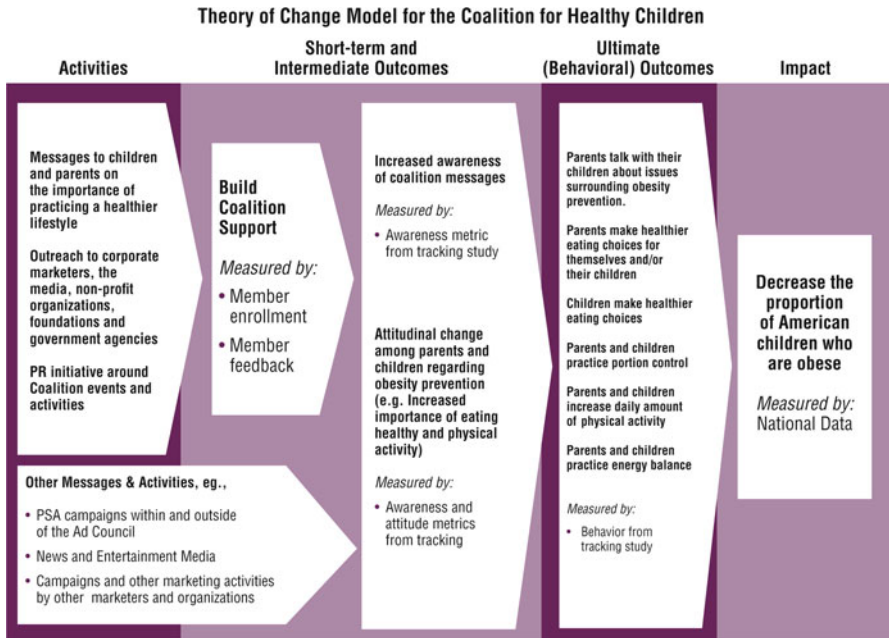 Theory of Change Model for the Coalition for Healthy Children
Activities
Short-term and
Intermediate Outcomes
Ultimate
(Behavioral) Outcomes
Impact
Messages to children
and parents on
the importance of
practicing a healthier
lifestyle
Outreach to corporate
marketers, the
media, non-profit
organizations,
foundations and
government agencies
PR initiative around
Coalition events and
activities
Other Messages & Activities, eg.,
• PSA campaigns within and outside
of the Ad Council
• News and Entertainment Media
• Campaigns and other marketing activities
by other marketers and organizations
Build
Coalition
Support
Measured by:
• Member
enrollment
• Member
feedback
Increased awareness
of coalition messages
Measured by:
• Awareness metric
from tracking study
Attitudinal change
among parents and
children regarding
obesity prevention
(e.g. Increased
importance of eating
healthy and physical
activity)
Measured by:
• Awareness and
attitude metrics
from tracking
Parents talk with their
children about issues
surrounding obesity
prevention.
Parents make healthier
eating choices for
themselves and/or
their children
Children make healthier
eating choices
Parents and children
practice portion control
Parents and children
increase daily amount
of physical activity
Parents and children
practice energy balance
Measured by:
• Behavior from
tracking study
Decrease the
proportion
of American
children who
are obese
Measured by:
National Data